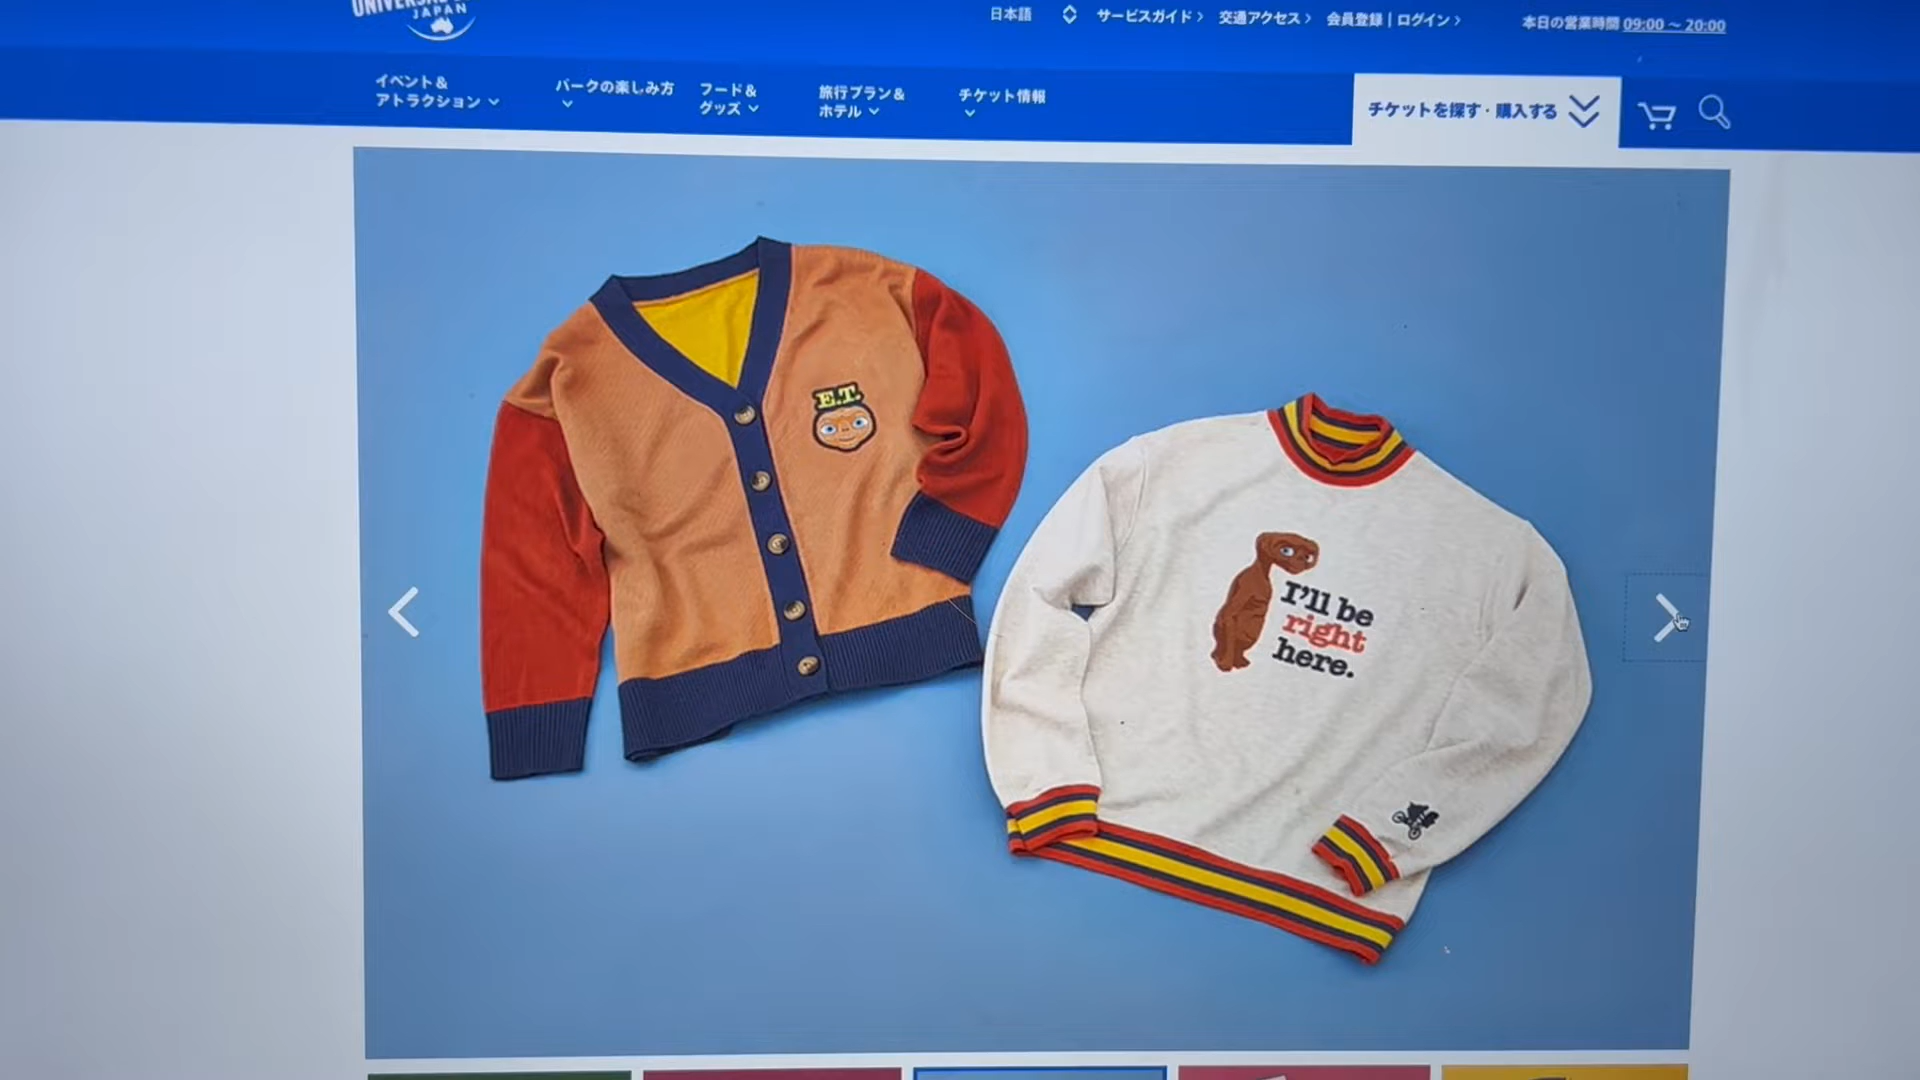 JAPAN
日本語
サービスガイド
交通アクセス
会員登録 | ログイン
本日の営業時間 09:00 ～ 20:00
イベント&
アトラクション
パークの楽しみ方
フード&
グッズ
旅行プラン&
ホテル
チケット情報
チケットを探す・購入する
E.T.
I'll be
right
here.